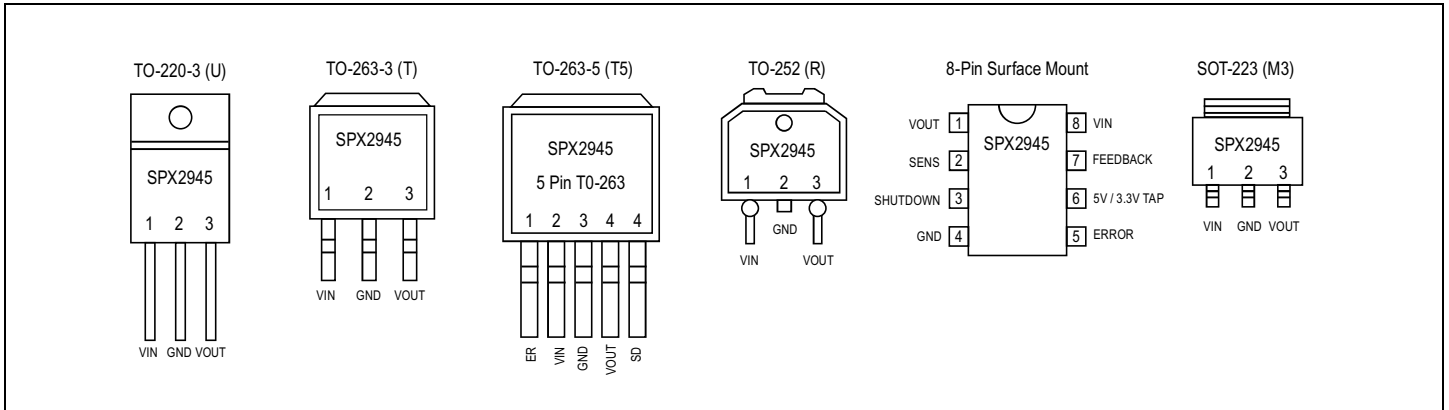 TO-220-3 (U)
SPX2945
1 2 3
VIN GND VOUT
TO-263-3 (T)
SPX2945
1 2 3
VIN GND VOUT
TO-263-5 (T5)
SPX2945
5 Pin T0-263
1 2 3 4 4
ER VIN GND VOUT SD
TO-252 (R)
SPX2945
1 2 3
GND
VIN VOUT
8-Pin Surface Mount
SPX2945
VOUT 1 8 VIN
SENS 2 7 FEEDBACK
SHUTDOWN 3 6 5V / 3.3V TAP
GND 4 5 ERROR
SOT-223 (M3)
SPX2945
1 2 3
VIN GND VOUT